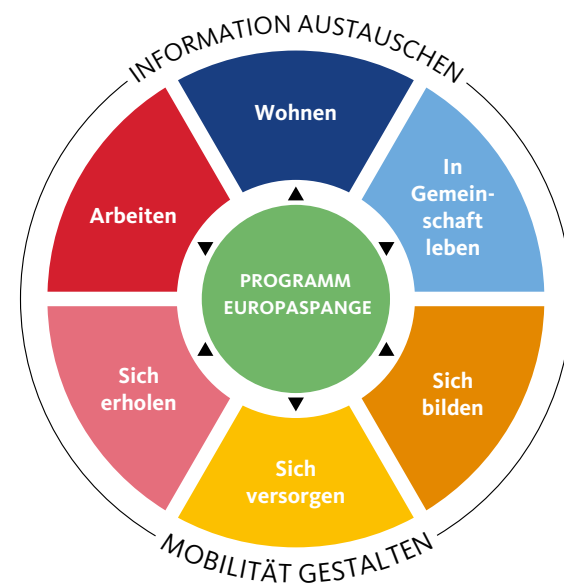 INFORMATION AUSTAUSCHEN
Wohnen
In
Gemein-
schaft
leben
Arbeiten
PROGRAMM
EUROPASPANGE
Sich
erholen
Sich
bilden
Sich
versorgen
MOBILITÄT GESTALTEN